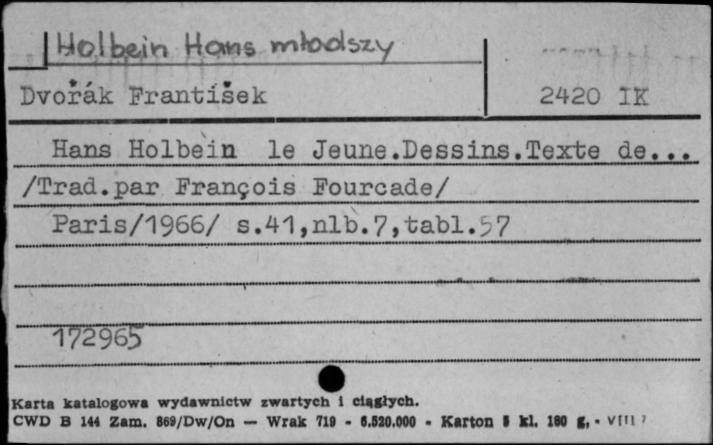 Holbein Hans młodszy
Dvořák František 2420 IK
Hans Holbein le Jeune.Dessins.Texte de...
/Trad.par François Fourcade/
Paris/1966/ s.41,nlb.7,tabl.57
172965
Karta katalogowa wydawnictw zwartych i ciągłych.
CWD B 144 Zam. 869/Dw/On — Wrak 719 - 6.520.000 - Karton 5 kl. 180 g. -